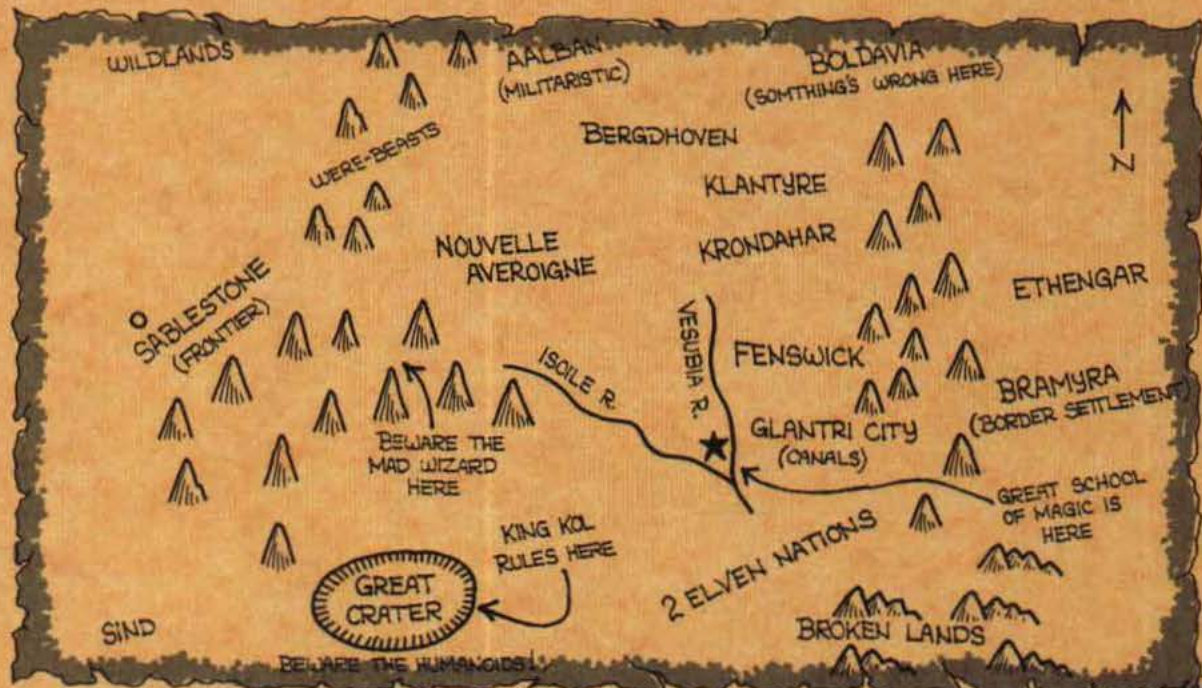 WILDLANDS
AALBAN
(MILITARISTIC)
BOLDAVIA
(SOMTHING'S WRONG HERE)
N
BERGDHOVEN
WERE-BEASTS
KLANTYRE
KRONDAHAR
NOUVELLE
AVEROIGNE
ETHENGAR
SABLESTONE
(FRONTIER)
VESUBIA R.
ISOILE R.
FENSWICK
BRAMYRA
(BORDER SETTLEMENT)
GLANTRI CITY
(CANALS)
BEWARE THE
MAD WIZARD
HERE
GREAT SCHOOL
OF MAGIC IS
HERE
KING KOL
RULES HERE
2 ELVEN NATIONS
GREAT
CRATER
SIND
BROKEN LANDS
BEWARE THE HUMANOIDS!